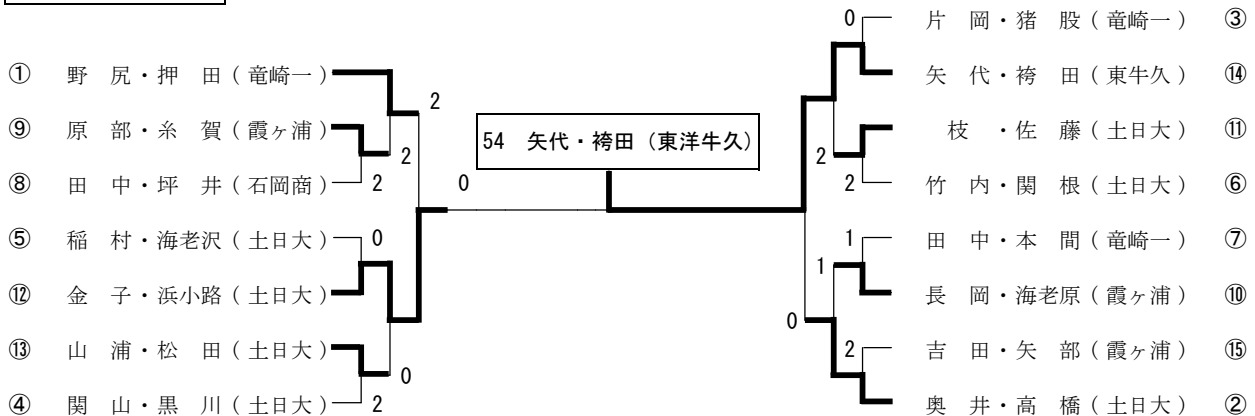 ① 野 尻・押 田 ( 竜崎一 )
⑨ 原 部・糸 賀 ( 霞ヶ浦 )
⑧ 田 中・坪 井 ( 石岡商 )
⑤ 稲 村・海老沢 ( 土日大 )
⑫ 金 子・浜小路 ( 土日大 )
⑬ 山 浦・松 田 ( 土日大 )
④ 関 山・黒 川 ( 土日大 )
2
2
2
0
0
2
0
54 矢代・袴田 (東洋牛久)
0
0
2
2
1
1
0
2
片 岡・猪 股 ( 竜崎一 ) ③
矢 代・袴 田 ( 東牛久 ) ⑭
枝 ・佐 藤 ( 土日大 ) ⑪
竹 内・関 根 ( 土日大 ) ⑥
田 中・本 間 ( 竜崎一 ) ⑦
長 岡・海老原 ( 霞ヶ浦 ) ⑩
吉 田・矢 部 ( 霞ヶ浦 ) ⑮
奥 井・高 橋 ( 土日大 ) ②